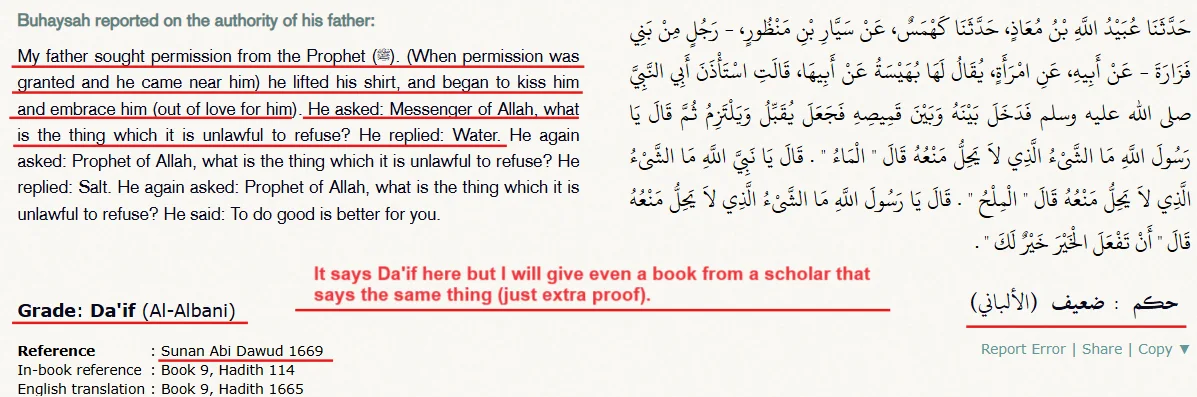 Buhaysah reported on the authority of his father:
My father sought permission from the Prophet (ﷺ). (When permission was
granted and he came near him) he lifted his shirt, and began to kiss him
and embrace him (out of love for him). He asked: Messenger of Allah, what
is the thing which it is unlawful to refuse? He replied: Water. He again
asked: Prophet of Allah, what is the thing which it is unlawful to refuse? He
replied: Salt. He again asked: Prophet of Allah, what is the thing which it is
unlawful to refuse? He said: To do good is better for you.
حَدَّثَنَا عُبَيْدُ اللَّهِ بْنُ مُعَاذٍ، حَدَّثَنَا كَهْمَسٌ، عَنْ سَيَّارِ بْنِ مَنْظُورٍ، - رَجُلٍ مِنْ بَنِي
فَزَارَةَ - عَنْ أَبِيهِ، عَنِ امْرَأَةٍ، يُقَالُ لَهَا بُهَيْسَةُ عَنْ أَبِيهَا، قَالَتِ اسْتَأْذَنَ أَبِي النَّبِيَّ
صلى الله عليه وسلم فَدَخَلَ بَيْنَهُ وَبَيْنَ قَمِيصِهِ فَجَعَلَ يُقَبِّلُ وَيَلْتَزِمُ ثُمَّ قَالَ يَا
رَسُولَ اللَّهِ مَا الشَّىْءُ الَّذِي لاَ يَحِلُّ مَنْعُهُ قَالَ " الْمَاءُ " . قَالَ يَا نَبِيَّ اللَّهِ مَا الشَّىْءُ
الَّذِي لاَ يَحِلُّ مَنْعُهُ قَالَ " الْمِلْحُ " . قَالَ يَا رَسُولَ اللَّهِ مَا الشَّىْءُ الَّذِي لاَ يَحِلُّ مَنْعُهُ
قَالَ " أَنْ تَفْعَلَ الْخَيْرَ خَيْرٌ لَكَ " .
It says Da'if here but I will give even a book from a scholar that
says the same thing (just extra proof).
Grade: Da'if (Al-Albani)
حكم : ضعيف (الألباني)
Reference : Sunan Abi Dawud 1669
In-book reference : Book 9, Hadith 114
English translation : Book 9, Hadith 1665
Report Error | Share | Copy ▼